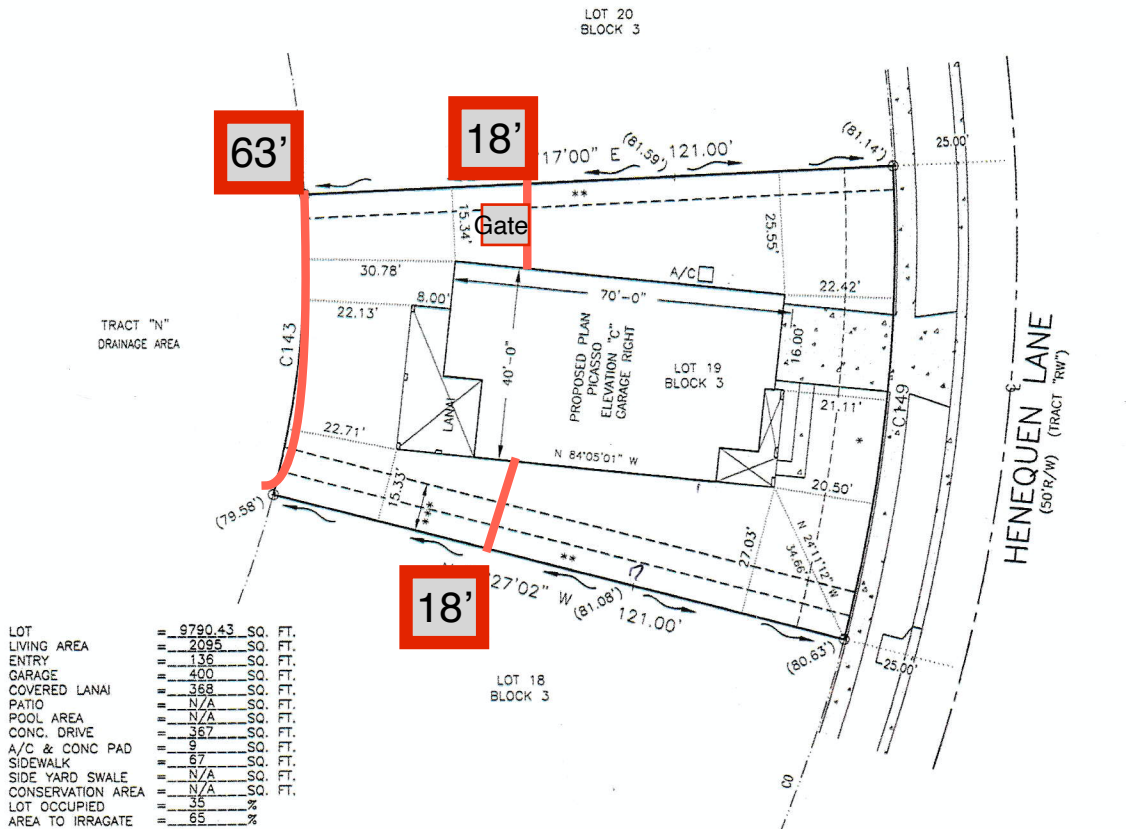 LOT 20
BLOCK 3
63'
18'
17'00" E
(81.59')
121.00'
(81.14')
25.00'
**
15.34'
Gate
25.55'
A/C
30.78'
70'-0"
22.42'
8.00'
22.13'
TRACT "N"
DRAINAGE AREA
C143
40'-0"
PROPOSED PLAN
PICASSO
ELEVATION "C"
GARAGE RIGHT
LOT 19
BLOCK 3
16.00'
HENEQUEN LANE
(50'R/W) (TRACT "RW")
C149
21.11'
*
LANAI
22.71'
N 84°05'01" W
20.50'
15.33'
***
(79.58')
**
27.03'
N 24°11'12" W
34.66'
18'
27'02" W
(81.08')
121.00'
(80.63')
25.00'
LOT 18
BLOCK 3
LOT = 9790.43 SQ. FT.
LIVING AREA = 2095 SQ. FT.
ENTRY = 136 SQ. FT.
GARAGE = 400 SQ. FT.
COVERED LANAI = 368 SQ. FT.
PATIO = N/A SQ. FT.
POOL AREA = N/A SQ. FT.
CONC. DRIVE = 367 SQ. FT.
A/C & CONC PAD = 9 SQ. FT.
SIDEWALK = 67 SQ. FT.
SIDE YARD SWALE = N/A SQ. FT.
CONSERVATION AREA = N/A SQ. FT.
LOT OCCUPIED = 35 %
AREA TO IRRAGATE = 65 %